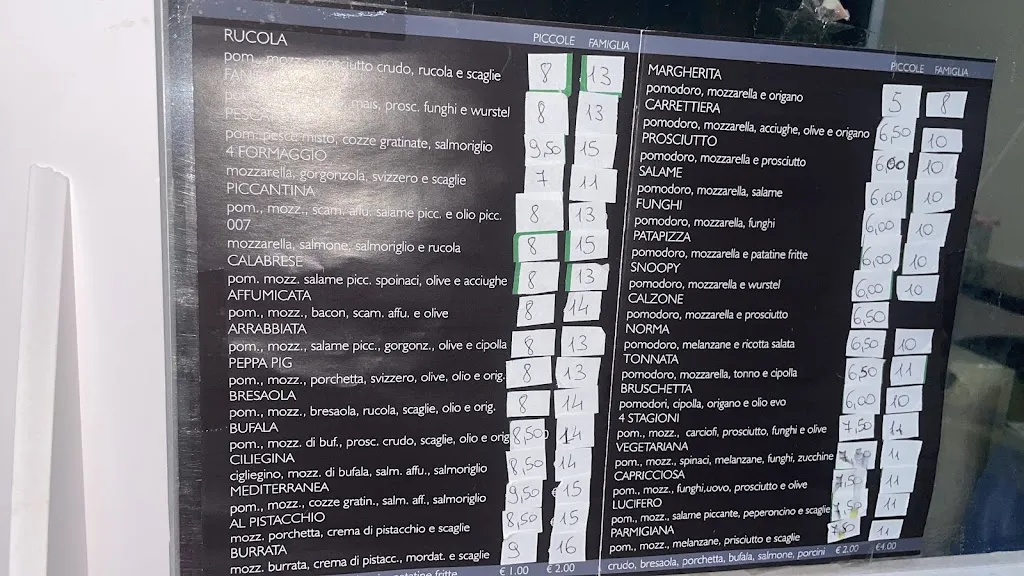 PICCOLE FAMIGLIA
RUCOLA
pom., mozz., prosciutto crudo, rucola e scaglie 8 13
mais, prosc. funghi e wurstel 8 13
pom., pesce misto, cozze gratinate, salmoriglio 9,50 15
4 FORMAGGIO
mozzarella, gorgonzola, svizzero e scaglie 7 11
PICCANTINA
pom., mozz., scam. affu. salame picc. e olio picc. 8 13
007
mozzarella, salmone, salmoriglio e rucola 8 15
CALABRESE
pom. mozz. salame picc. spoinaci, olive e acciughe 8 13
AFFUMICATA
pom., mozz., bacon, scam. affu. e olive 8 14
ARRABBIATA
pom., mozz., salame picc., gorgonz., olive e cipolla 8 13
PEPPA PIG
pom., mozz., porchetta, svizzero, olive, olio e orig. 8 13
BRESAOLA
pom., mozz., bresaola, rucola, scaglie, olio e orig. 8 14
BUFALA
pom., mozz. di buf., prosc. crudo, scaglie, olio e orig 8,50 14
CILIEGINA
cigliegino, mozz. di bufala, salm. affu., salmoriglio 8,50 14
MEDITERRANEA
pom., mozz., cozze gratin., salm. aff., salmoriglio 9,50 € 15
AL PISTACCHIO
mozz. porchetta, crema di pistacchio e scaglie 8,50 15
BURRATA
mozz. burrata, crema di pistacc., mordat. e scaglie 9 16
patatine fritte € 1.00 € 2.00
PICCOLE FAMIGLIA
MARGHERITA
pomodoro, mozzarella e origano 5 8
CARRETTIERA
pomodoro, mozzarella, acciughe, olive e origano 6,50 10
PROSCIUTTO
pomodoro, mozzarella e prosciutto 6,00 10
SALAME
pomodoro, mozzarella, salame 6,00 10
FUNGHI
pomodoro, mozzarella, funghi 6,00 10
PATAPIZZA
pomodoro, mozzarella e patatine fritte 6,00 10
SNOOPY
pomodoro, mozzarella e wurstel 6,00 10
CALZONE
pomodoro, mozzarella e prosciutto 6,50
NORMA
pomodoro, melanzane e ricotta salata 6,50 10
TONNATA
pomodoro, mozzarella, tonno e cipolla 6,50 11
BRUSCHETTA
pomodori, cipolla, origano e olio evo 6,00 10
4 STAGIONI
pom., mozz., carciofi, prosciutto, funghi e olive 7,50
VEGETARIANA
pom., mozz., spinaci, melanzane, funghi, zucchine 7,50 11
CAPRICCIOSA
pom., mozz., funghi,uovo, prosciutto e olive 7,50 11
LUCIFERO
pom., mozz., salame piccante, peperoncino e scaglie 7,50 11
PARMIGIANA
pom., mozz., melanzane, prisciutto e scaglie 7,50 11
crudo, bresaola, porchetta, bufala, salmone, porcini € 2.00 €4.00